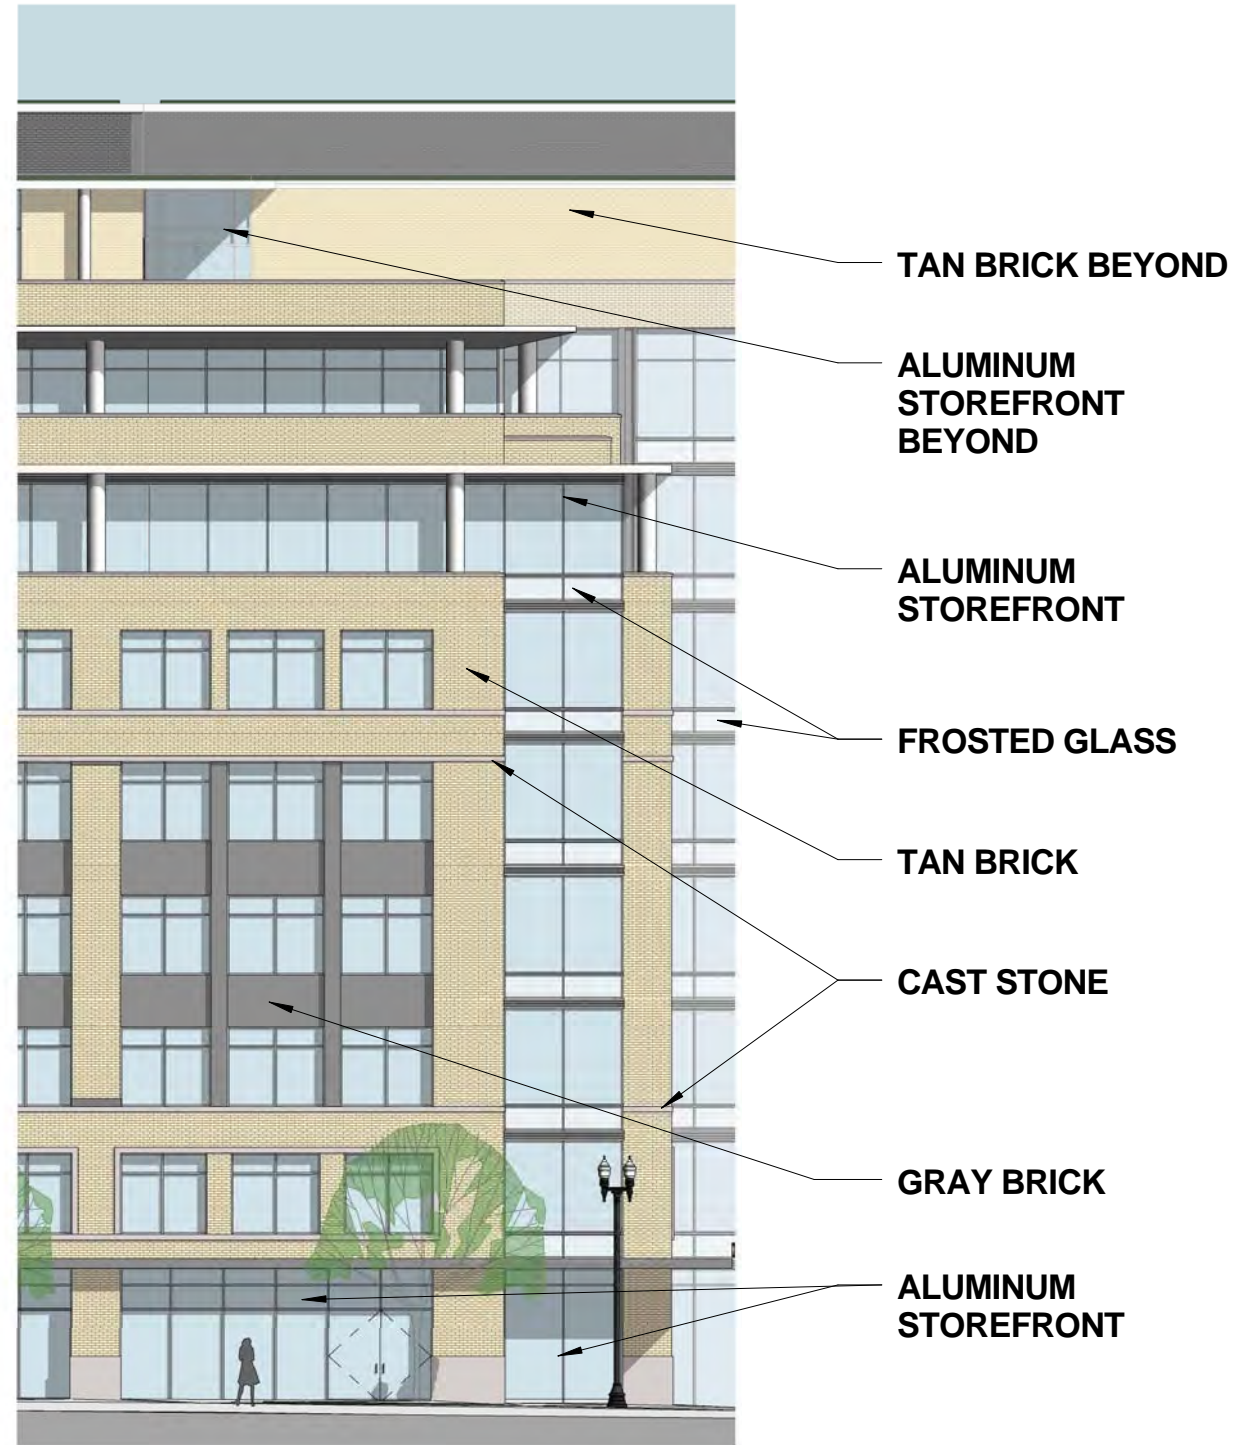 TAN BRICK BEYOND
ALUMINUM
STOREFRONT
BEYOND
ALUMINUM
STOREFRONT
FROSTED GLASS
TAN BRICK
CAST STONE
GRAY BRICK
ALUMINUM
STOREFRONT